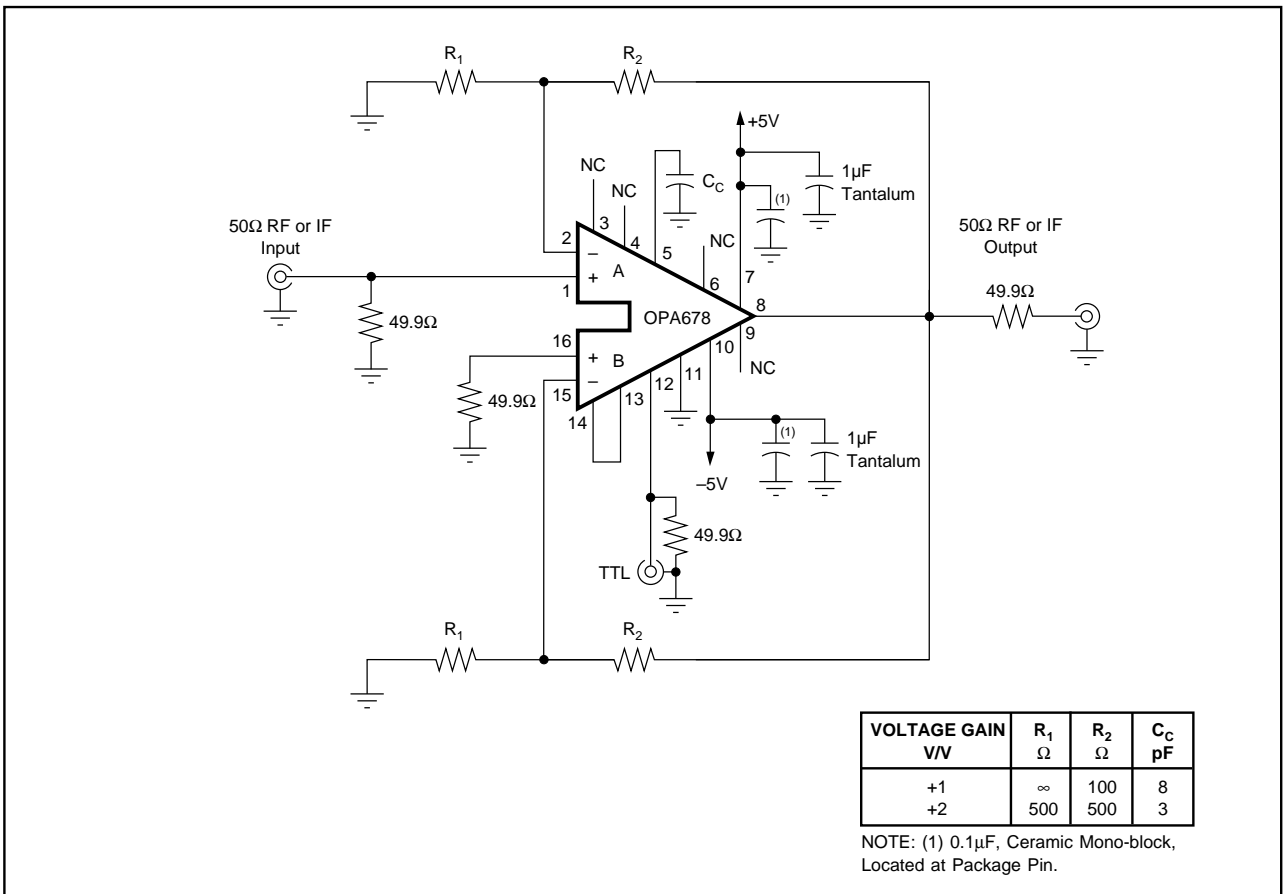 R1
R2
+5V
NC
NC
CC
(1)
1µF
Tantalum
50Ω RF or IF
Input
2
3
4
5
NC
6
7
50Ω RF or IF
Output
–
A
+
1
8
49.9Ω
OPA678
49.9Ω
16
+
B
9
10
NC
15
–
11
12
13
14
49.9Ω
(1)
1µF
Tantalum
–5V
49.9Ω
TTL
R1
R2
VOLTAGE GAIN R1 R2 CC
V/V Ω Ω pF
+1 ∞ 100 8
+2 500 500 3
NOTE: (1) 0.1µF, Ceramic Mono-block,
Located at Package Pin.